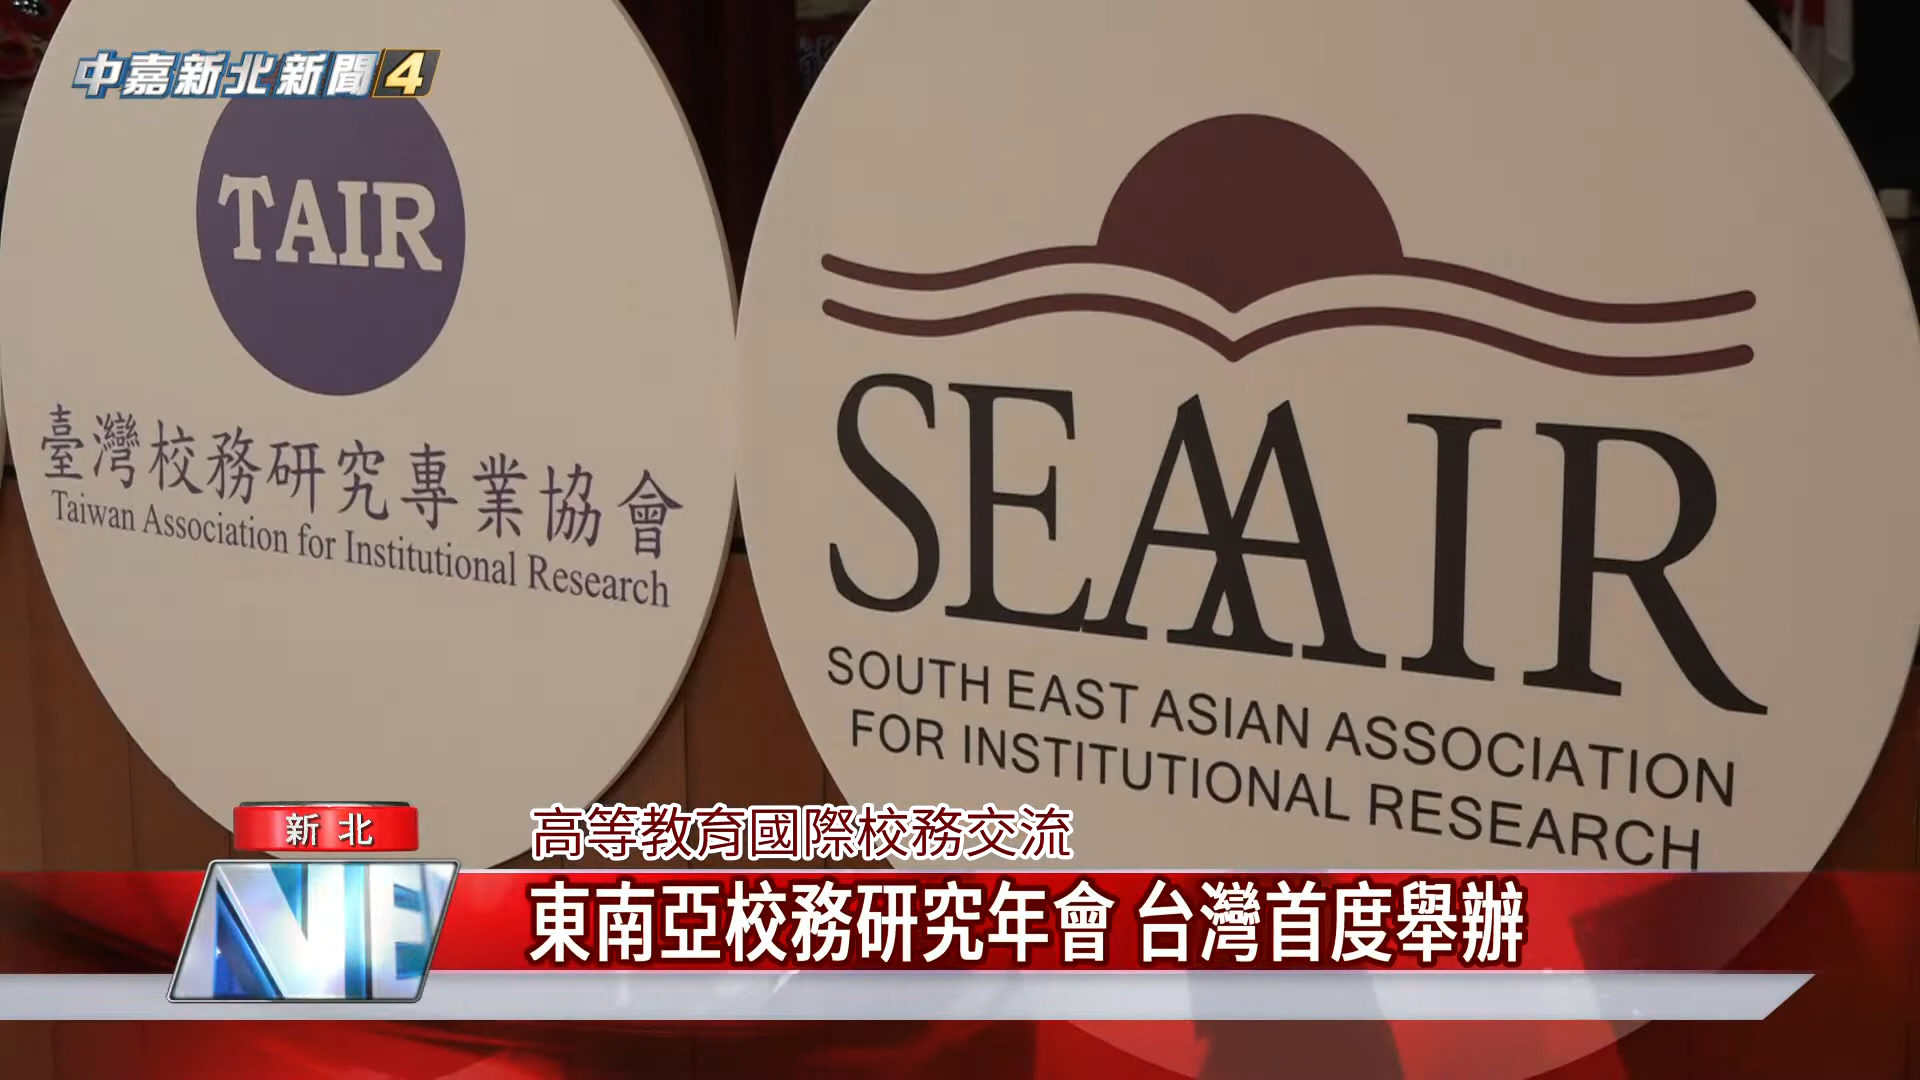 中嘉新北新聞4
TAIR
臺灣校務研究專業協會
Taiwan Association for Institutional Research
SEAAIR
SOUTH EAST ASIAN ASSOCIATION
FOR INSTITUTIONAL RESEARCH
新北
高等教育國際校務交流
NE
東南亞校務研究年會 台灣首度舉辦